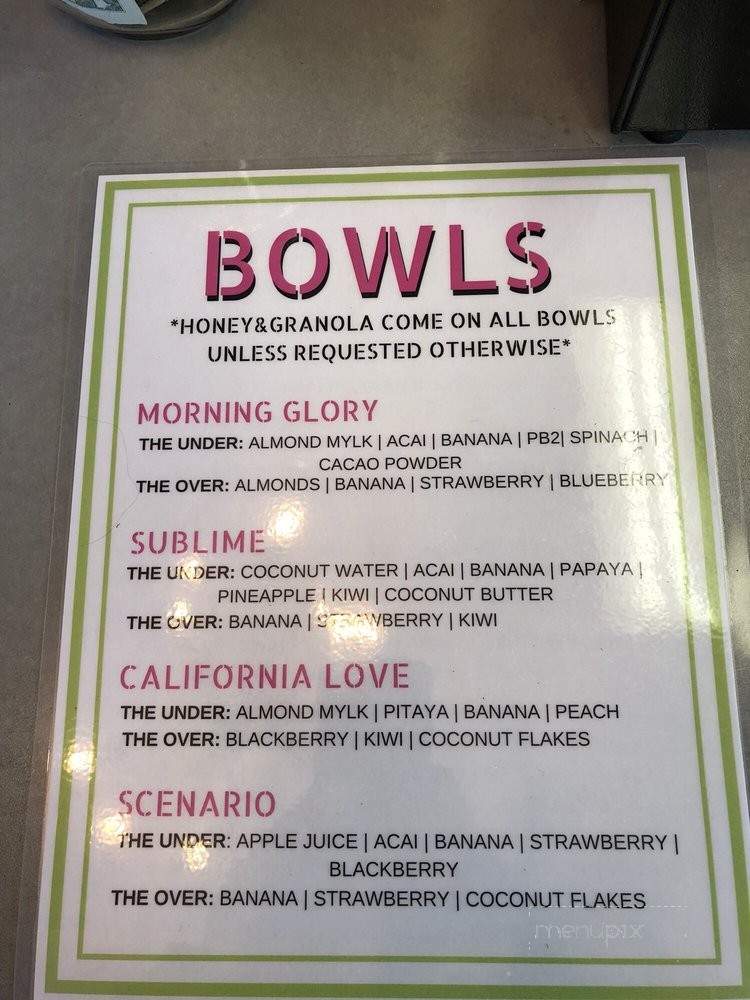 BOWLS
*HONEY&GRANOLA COME ON ALL BOWLS
UNLESS REQUESTED OTHERWISE*
MORNING GLORY
THE UNDER: ALMOND MYLK | ACAI | BANANA | PB2| SPINACH |
CACAO POWDER
THE OVER: ALMONDS | BANANA | STRAWBERRY | BLUEBERRY
SUBLIME
THE UNDER: COCONUT WATER | ACAI | BANANA | PAPAYA |
PINEAPPLE | KIWI | COCONUT BUTTER
THE OVER: BANANA | STRAWBERRY | KIWI
CALIFORNIA LOVE
THE UNDER: ALMOND MYLK | PITAYA | BANANA | PEACH
THE OVER: BLACKBERRY | KIWI | COCONUT FLAKES
SCENARIO
THE UNDER: APPLE JUICE | ACAI | BANANA | STRAWBERRY |
BLACKBERRY
THE OVER: BANANA | STRAWBERRY | COCONUT FLAKES
menupix